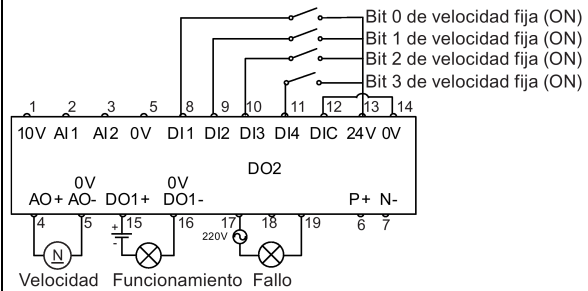 Bit 0 de velocidad fija (ON)
Bit 1 de velocidad fija (ON)
Bit 2 de velocidad fija (ON)
Bit 3 de velocidad fija (ON)
1 2 3 5 8 9 10 11 12 13 14
10V AI1 AI2 0V DI1 DI2 DI3 DI4 DIC 24V 0V
DO2
0V 0V
AO+ AO- DO1+ DO1- P+ N-
4 5 15 16 17 18 19 6 7
+
-
220V
N
Velocidad Funcionamiento Fallo